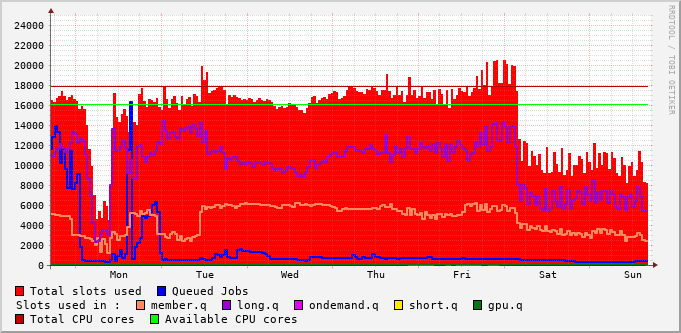 24000
22000
20000
18000
16000
14000
12000
10000
8000
6000
4000
2000
0
Mon Tue Wed Thu Fri Sat Sun
Total slots used Queued Jobs
Slots used in : member.q long.q ondemand.q short.q gpu.q
Total CPU cores Available CPU cores
RRDTOOL / TOBI OETIKER